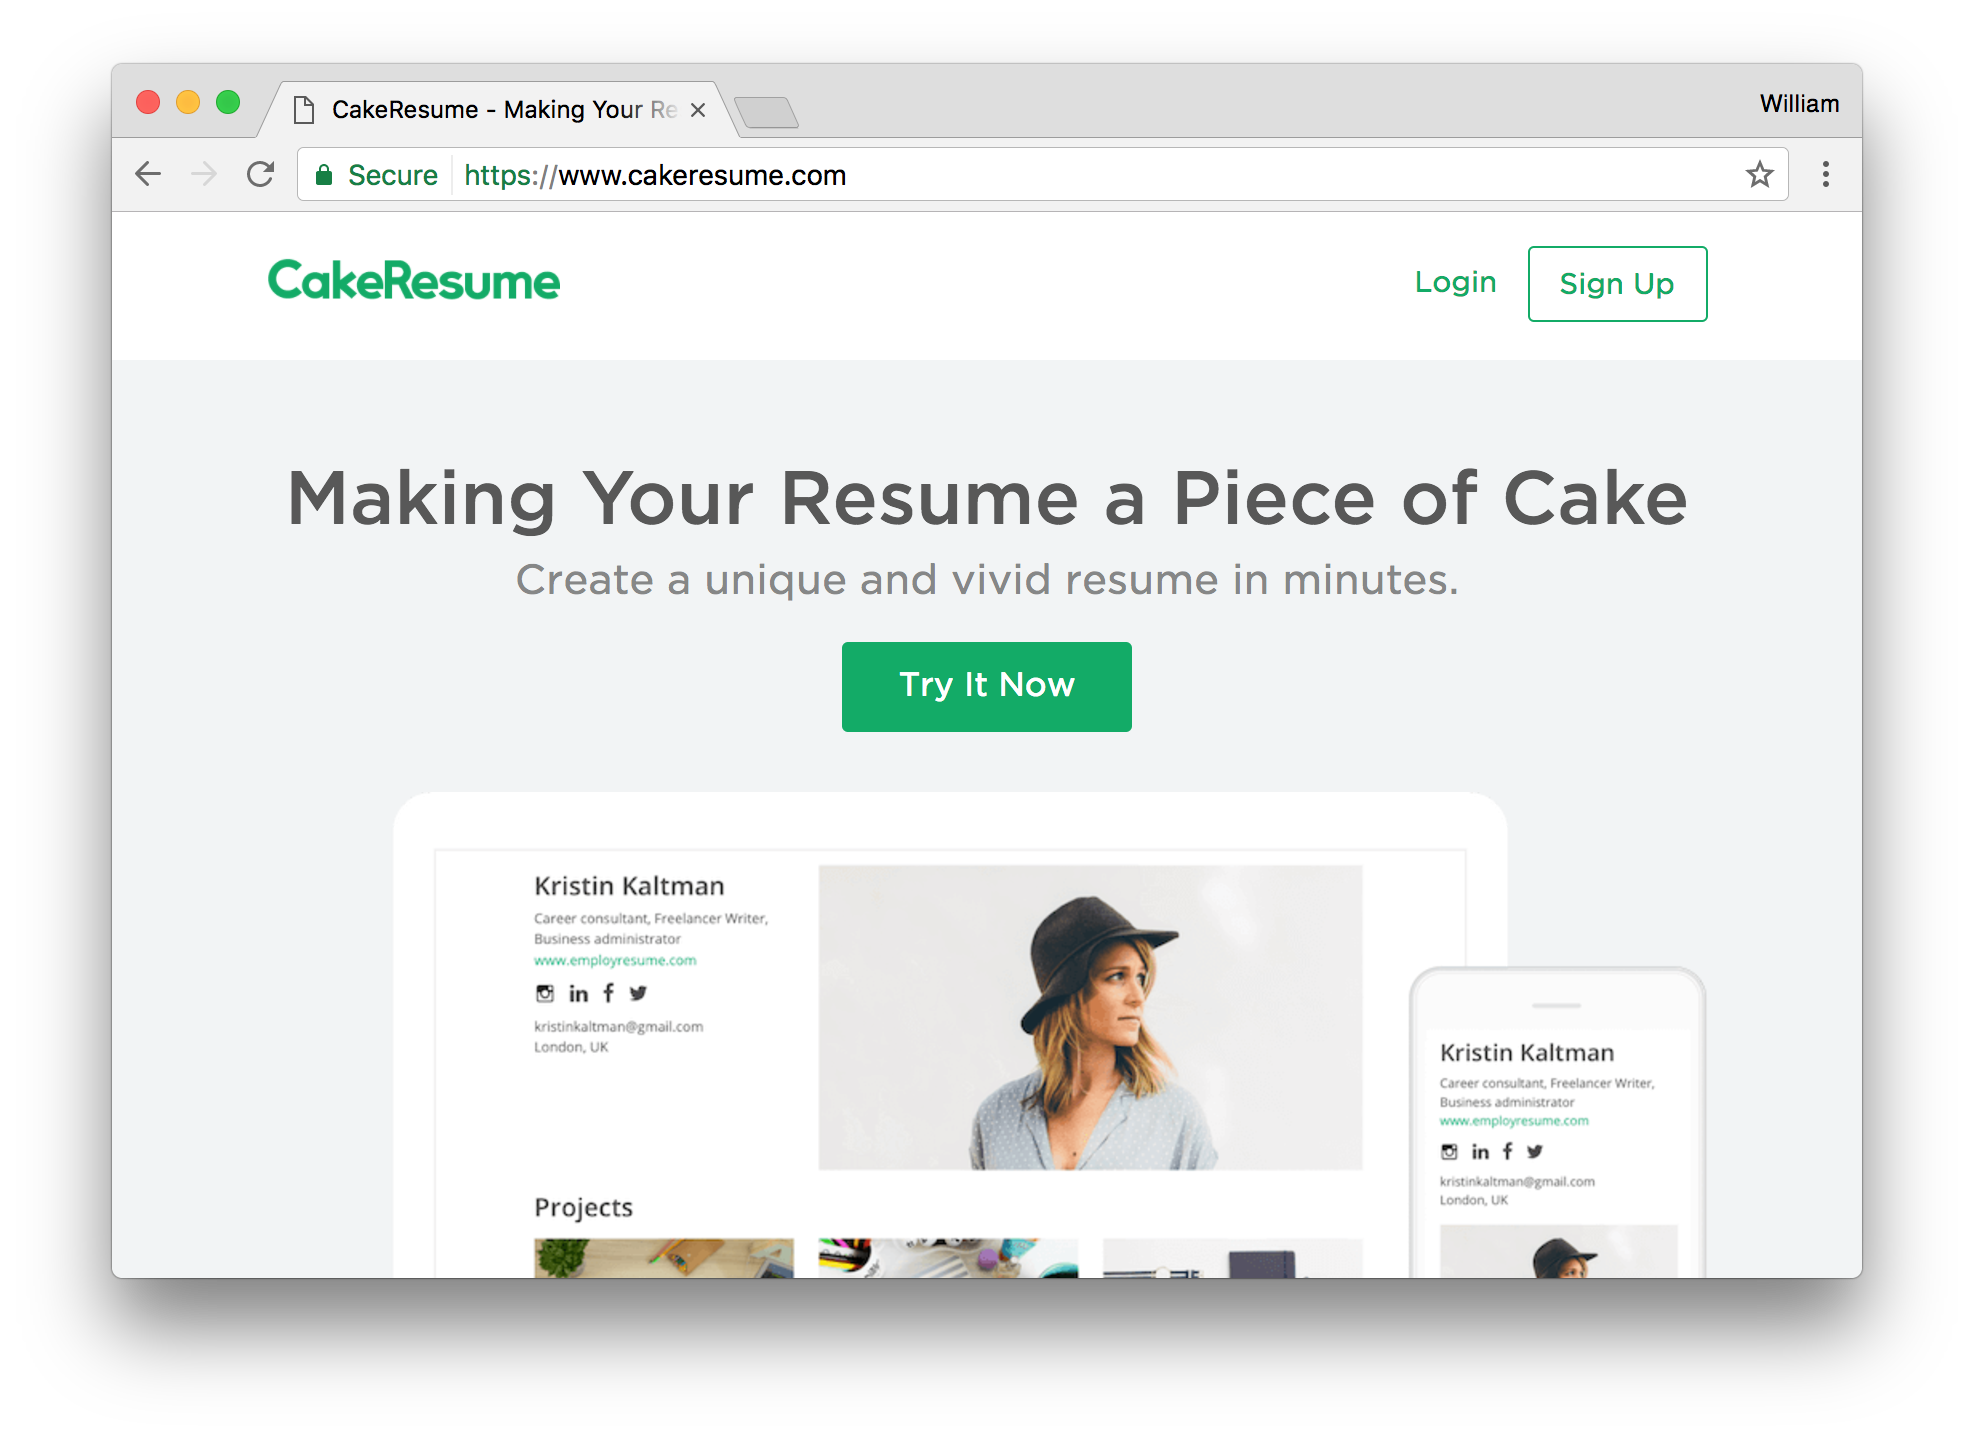 CakeResume - Making Your Re
William
Secure
https://www.cakeresume.com
CakeResume
Login
Sign Up
Making Your Resume a Piece of Cake
Create a unique and vivid resume in minutes.
Try It Now
Kristin Kaltman
Career consultant, Freelancer Writer,
Business administrator
www.employresume.com
kristinkaltman@gmail.com
London, UK
Projects
Kristin Kaltman
Career consultant, Freelancer Writer,
Business administrator
www.employresume.com
kristinkaltman@gmail.com
London, UK